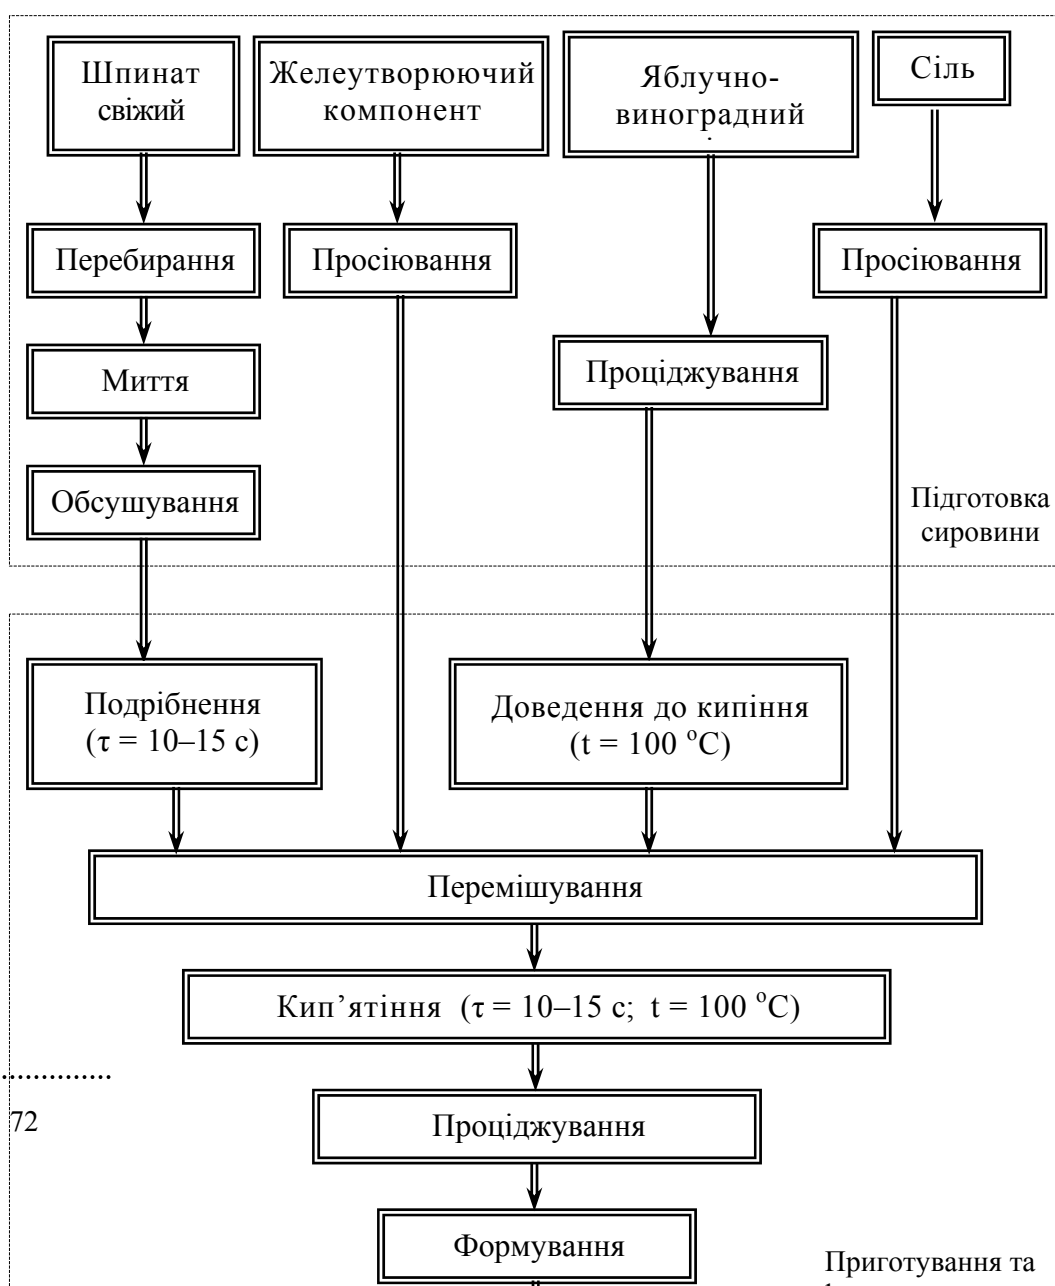 Шпинат
свіжий
Желеутворюючий
компонент
Яблучно-
виноградний
Сіль
Перебирання
Просіювання
Просіювання
Миття
Проціджування
Обсушування
Підготовка
сировини
Подрібнення
(τ = 10–15 с)
Доведення до кипіння
(t = 100 °С)
Перемішування
Кип’ятіння (τ = 10–15 с; t = 100 °С)
72
Проціджування
Формування
Приготування та